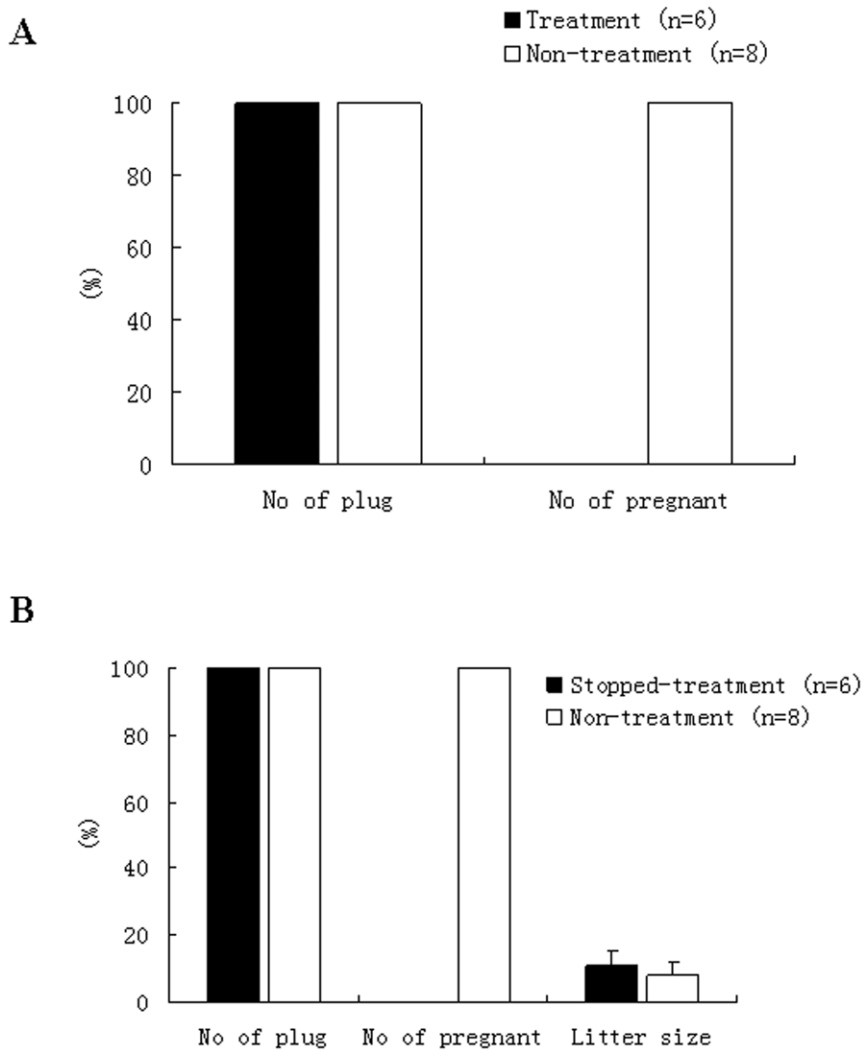 A
■ Treatment (n=6)
□ Non-treatment (n=8)
100
80
60
40
20
0
(%)
No of plug No of pregnant
B
■ Stopped-treatment (n=6)
□ Non-treatment (n=8)
100
80
60
40
20
0
(%)
No of plug No of pregnant Litter size